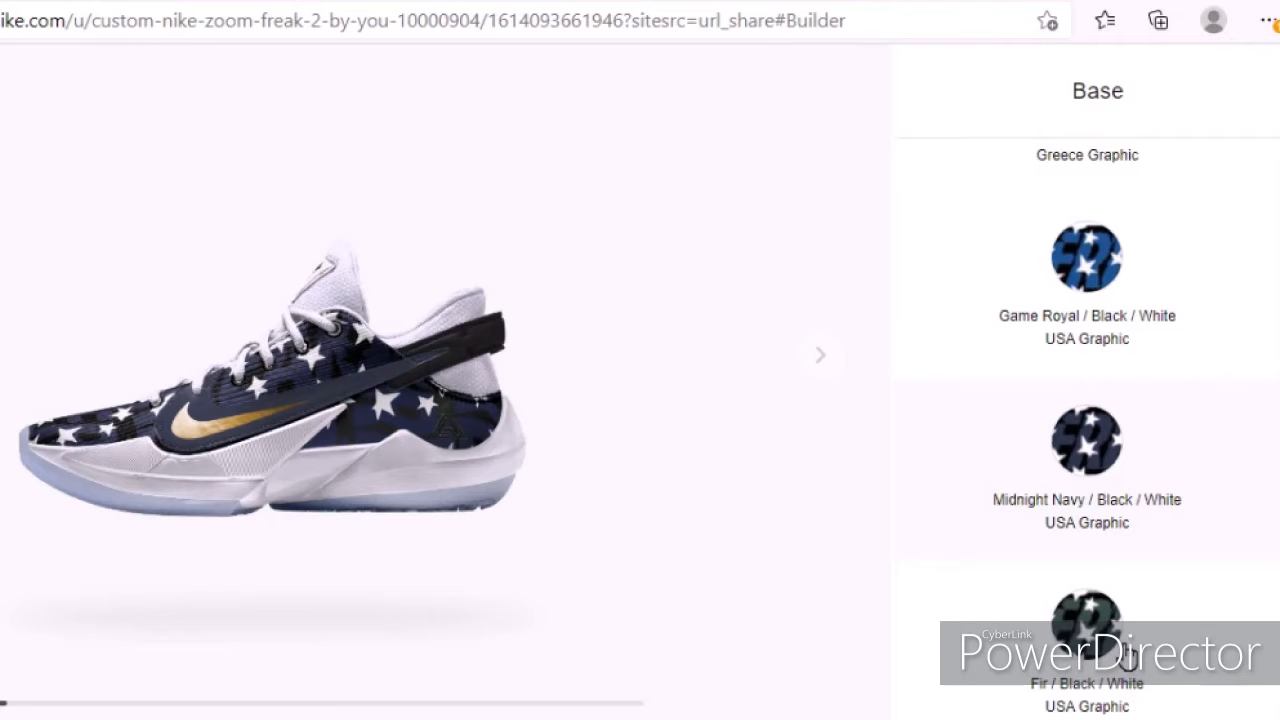 ike.com/u/custom-nike-zoom-freak-2-by-you-10000904/1614093661946?sitesrc=url_share#Builder
Base
Greece Graphic
Game Royal / Black / White
USA Graphic
Midnight Navy / Black / White
USA Graphic
CyberLink
PowerDirector
Fir / Black / White
USA Graphic